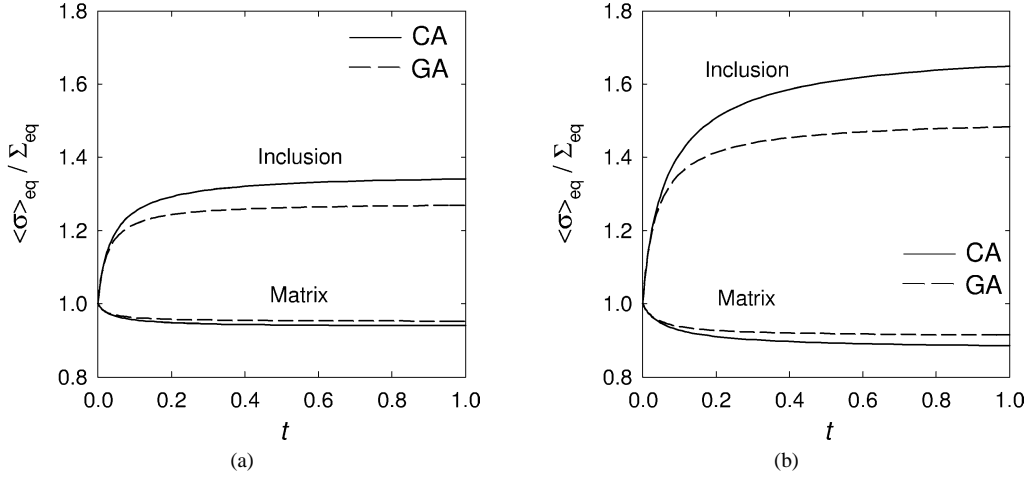 1.8
1.6
1.4
1.2
1.0
0.8
<σ>eq / Σeq
CA
GA
Inclusion
Matrix
0.0 0.2 0.4 0.6 0.8 1.0
t
(a)
1.8
1.6
1.4
1.2
1.0
0.8
<σ>eq / Σeq
Inclusion
CA
GA
Matrix
0.0 0.2 0.4 0.6 0.8 1.0
t
(b)